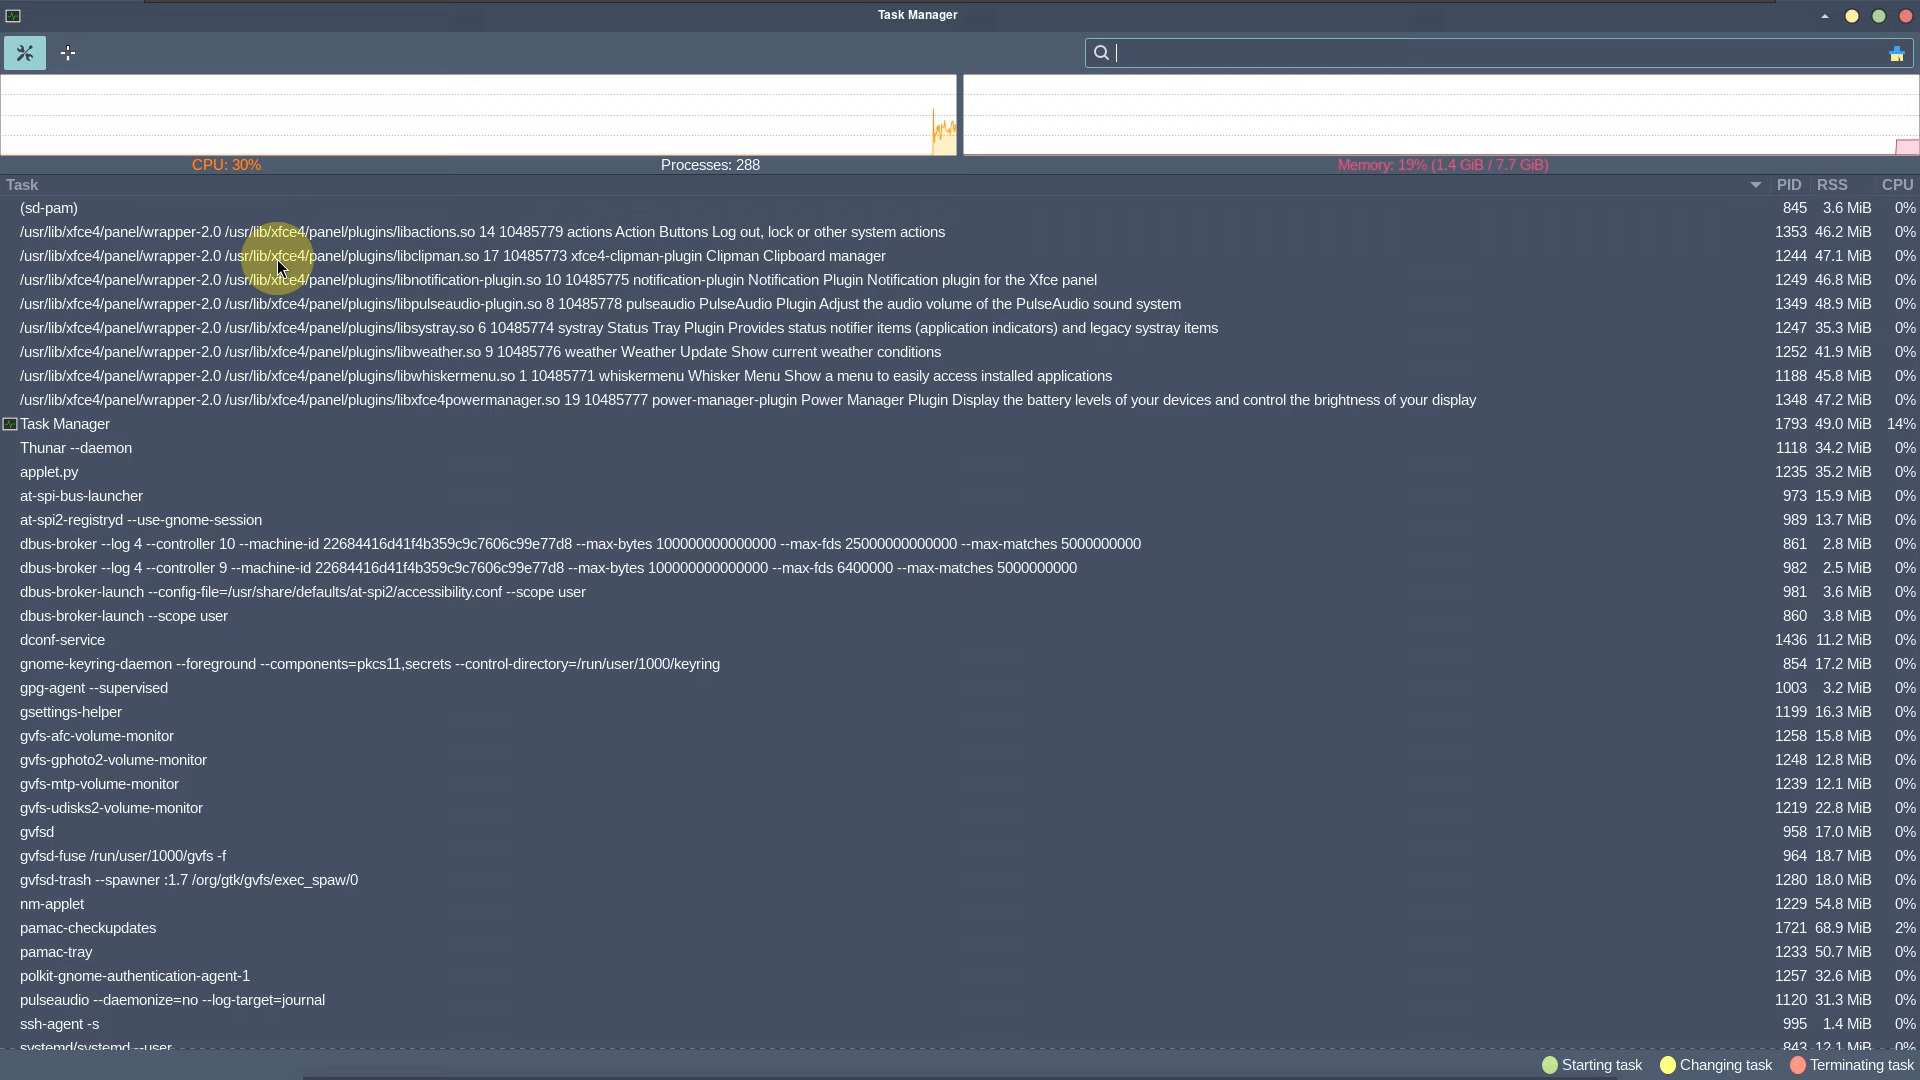 Task Manager
CPU: 30% Processes: 288 Memory: 19% (1.4 GiB / 7.7 GiB)
Task PID RSS CPU
(sd-pam) 845 3.6 MiB 0%
/usr/lib/xfce4/panel/wrapper-2.0 /usr/lib/xfce4/panel/plugins/libactions.so 14 10485779 actions Action Buttons Log out, lock or other system actions 1353 46.2 MiB 0%
/usr/lib/xfce4/panel/wrapper-2.0 /usr/lib/xfce4/panel/plugins/libclipman.so 17 10485773 xfce4-clipman-plugin Clipman Clipboard manager 1244 47.1 MiB 0%
/usr/lib/xfce4/panel/wrapper-2.0 /usr/lib/xfce4/panel/plugins/libnotification-plugin.so 10 10485775 notification-plugin Notification Plugin Notification plugin for the Xfce panel 1249 46.8 MiB 0%
/usr/lib/xfce4/panel/wrapper-2.0 /usr/lib/xfce4/panel/plugins/libpulseaudio-plugin.so 8 10485778 pulseaudio PulseAudio Plugin Adjust the audio volume of the PulseAudio sound system 1349 48.9 MiB 0%
/usr/lib/xfce4/panel/wrapper-2.0 /usr/lib/xfce4/panel/plugins/libsystray.so 6 10485774 systray Status Tray Plugin Provides status notifier items (application indicators) and legacy systray items 1247 35.3 MiB 0%
/usr/lib/xfce4/panel/wrapper-2.0 /usr/lib/xfce4/panel/plugins/libweather.so 9 10485776 weather Weather Update Show current weather conditions 1252 41.9 MiB 0%
/usr/lib/xfce4/panel/wrapper-2.0 /usr/lib/xfce4/panel/plugins/libwhiskermenu.so 1 10485771 whiskermenu Whisker Menu Show a menu to easily access installed applications 1188 45.8 MiB 0%
/usr/lib/xfce4/panel/wrapper-2.0 /usr/lib/xfce4/panel/plugins/libxfce4powermanager.so 19 10485777 power-manager-plugin Power Manager Plugin Display the battery levels of your devices and control the brightness of your display 1348 47.2 MiB 0%
Task Manager 1793 49.0 MiB 14%
Thunar --daemon 1118 34.2 MiB 0%
applet.py 1235 35.2 MiB 0%
at-spi-bus-launcher 973 15.9 MiB 0%
at-spi2-registryd --use-gnome-session 989 13.7 MiB 0%
dbus-broker --log 4 --controller 10 --machine-id 22684416d41f4b359c9c7606c99e77d8 --max-bytes 100000000000000 --max-fds 25000000000000 --max-matches 5000000000 861 2.8 MiB 0%
dbus-broker --log 4 --controller 9 --machine-id 22684416d41f4b359c9c7606c99e77d8 --max-bytes 100000000000000 --max-fds 6400000 --max-matches 5000000000 982 2.5 MiB 0%
dbus-broker-launch --config-file=/usr/share/defaults/at-spi2/accessibility.conf --scope user 981 3.6 MiB 0%
dbus-broker-launch --scope user 860 3.8 MiB 0%
dconf-service 1436 11.2 MiB 0%
gnome-keyring-daemon --foreground --components=pkcs11,secrets --control-directory=/run/user/1000/keyring 854 17.2 MiB 0%
gpg-agent --supervised 1003 3.2 MiB 0%
gsettings-helper 1199 16.3 MiB 0%
gvfs-afc-volume-monitor 1258 15.8 MiB 0%
gvfs-gphoto2-volume-monitor 1248 12.8 MiB 0%
gvfs-mtp-volume-monitor 1239 12.1 MiB 0%
gvfs-udisks2-volume-monitor 1219 22.8 MiB 0%
gvfsd 958 17.0 MiB 0%
gvfsd-fuse /run/user/1000/gvfs -f 964 18.7 MiB 0%
gvfsd-trash --spawner :1.7 /org/gtk/gvfs/exec_spaw/0 1280 18.0 MiB 0%
nm-applet 1229 54.8 MiB 0%
pamac-checkupdates 1721 68.9 MiB 2%
pamac-tray 1233 50.7 MiB 0%
polkit-gnome-authentication-agent-1 1257 32.6 MiB 0%
pulseaudio --daemonize=no --log-target=journal 1120 31.3 MiB 0%
ssh-agent -s 995 1.4 MiB 0%
systemd/systemd --user 843 12.1 MiB 0%
Starting task Changing task Terminating task